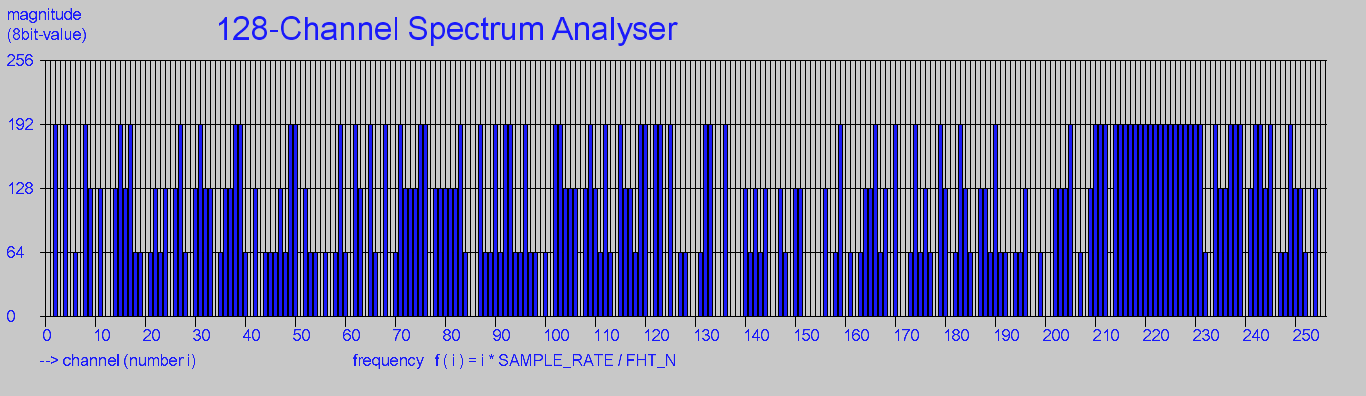 magnitude
(8bit-value)
128-Channel Spectrum Analyser
256
192
128
64
0
0 10 20 30 40 50 60 70 80 90 100 110 120 130 140 150 160 170 180 190 200 210 220 230 240 250
--> channel (number i) frequency f ( i ) = i * SAMPLE_RATE / FHT_N